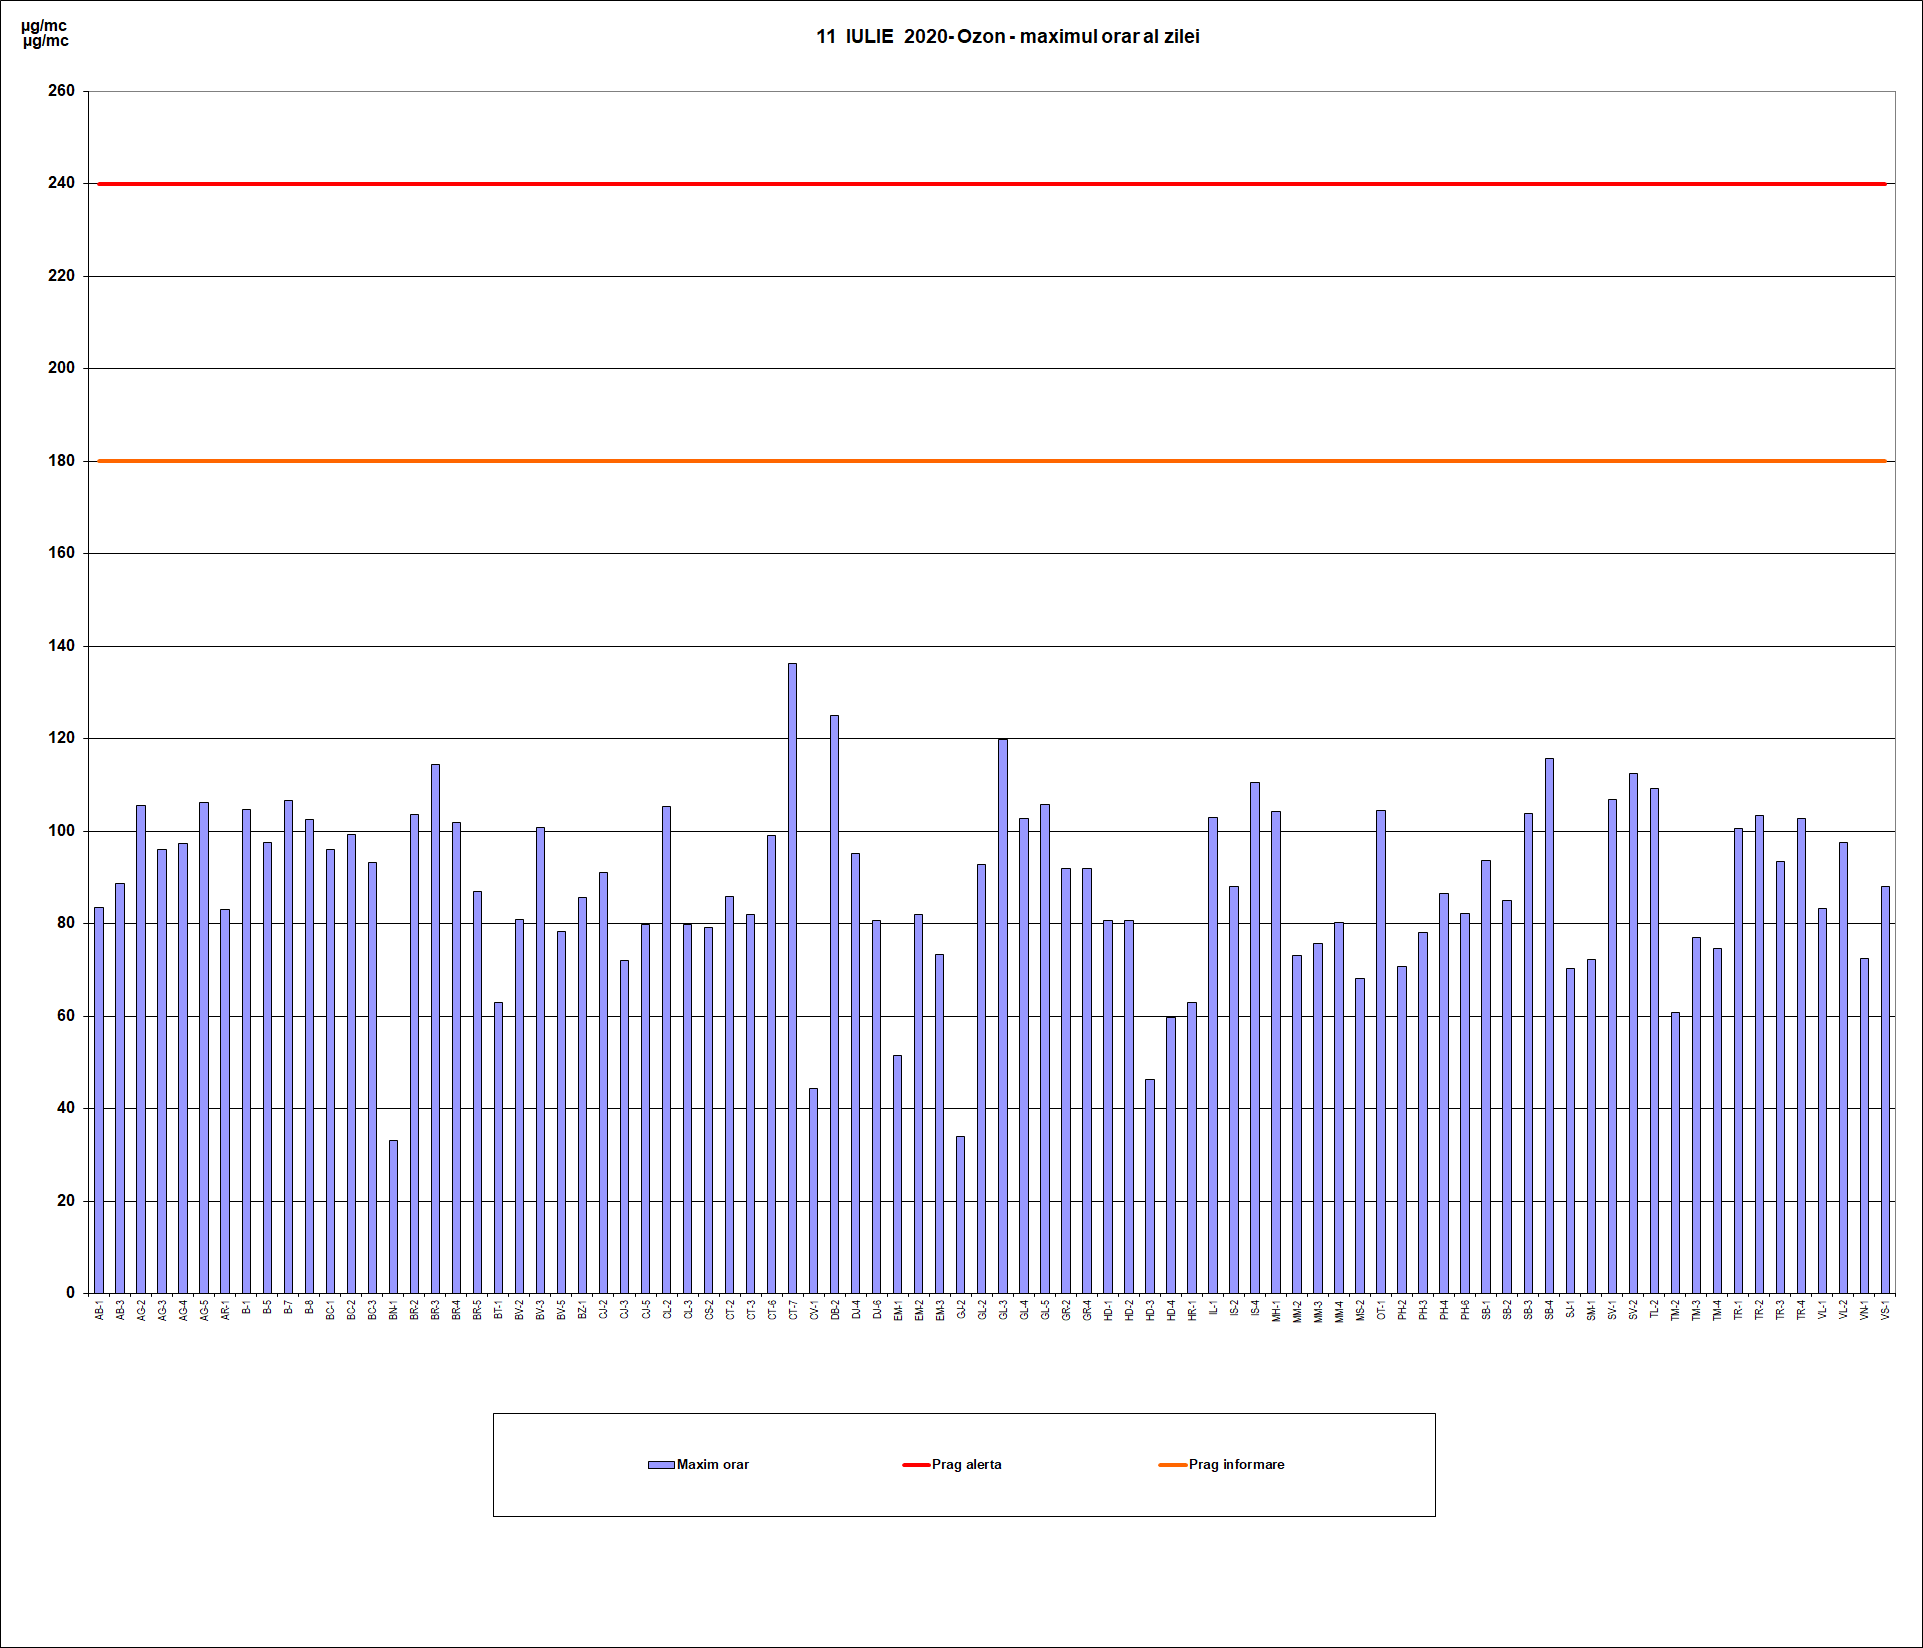 µg/mc
µg/mc
11 IULIE 2020- Ozon - maximul orar al zilei
260
240
220
200
180
160
140
120
100
80
60
40
20
0
AB-1 AB-3 AG-2 AG-3 AG-4 AG-5 AR-1 B-1 B-5 B-7 B-8 BC-1 BC-2 BC-3 BN-1 BR-2 BR-3 BR-4 BR-5 BT-1 BV-2 BV-3 BV-5 BZ-1 CJ-2 CJ-3 CJ-5 CL-2 CL-3 CS-2 CT-2 CT-3 CT-6 CT-7 CV-1 DB-2 DJ-4 DJ-6 EM-1 EM-2 EM-3 GJ-2 GL-2 GL-3 GL-4 GL-5 GR-2 GR-4 HD-1 HD-2 HD-3 HD-4 HR-1 IL-1 IS-2 IS-4 MH-1 MM-2 MM-3 MM-4 MS-2 OT-1 PH-2 PH-3 PH-4 PH-6 SB-1 SB-2 SB-3 SB-4 SJ-1 SM-1 SV-1 SV-2 TL-2 TM-2 TM-3 TM-4 TR-1 TR-2 TR-3 TR-4 VL-1 VL-2 VN-1 VS-1
Maxim orar Prag alerta Prag informare